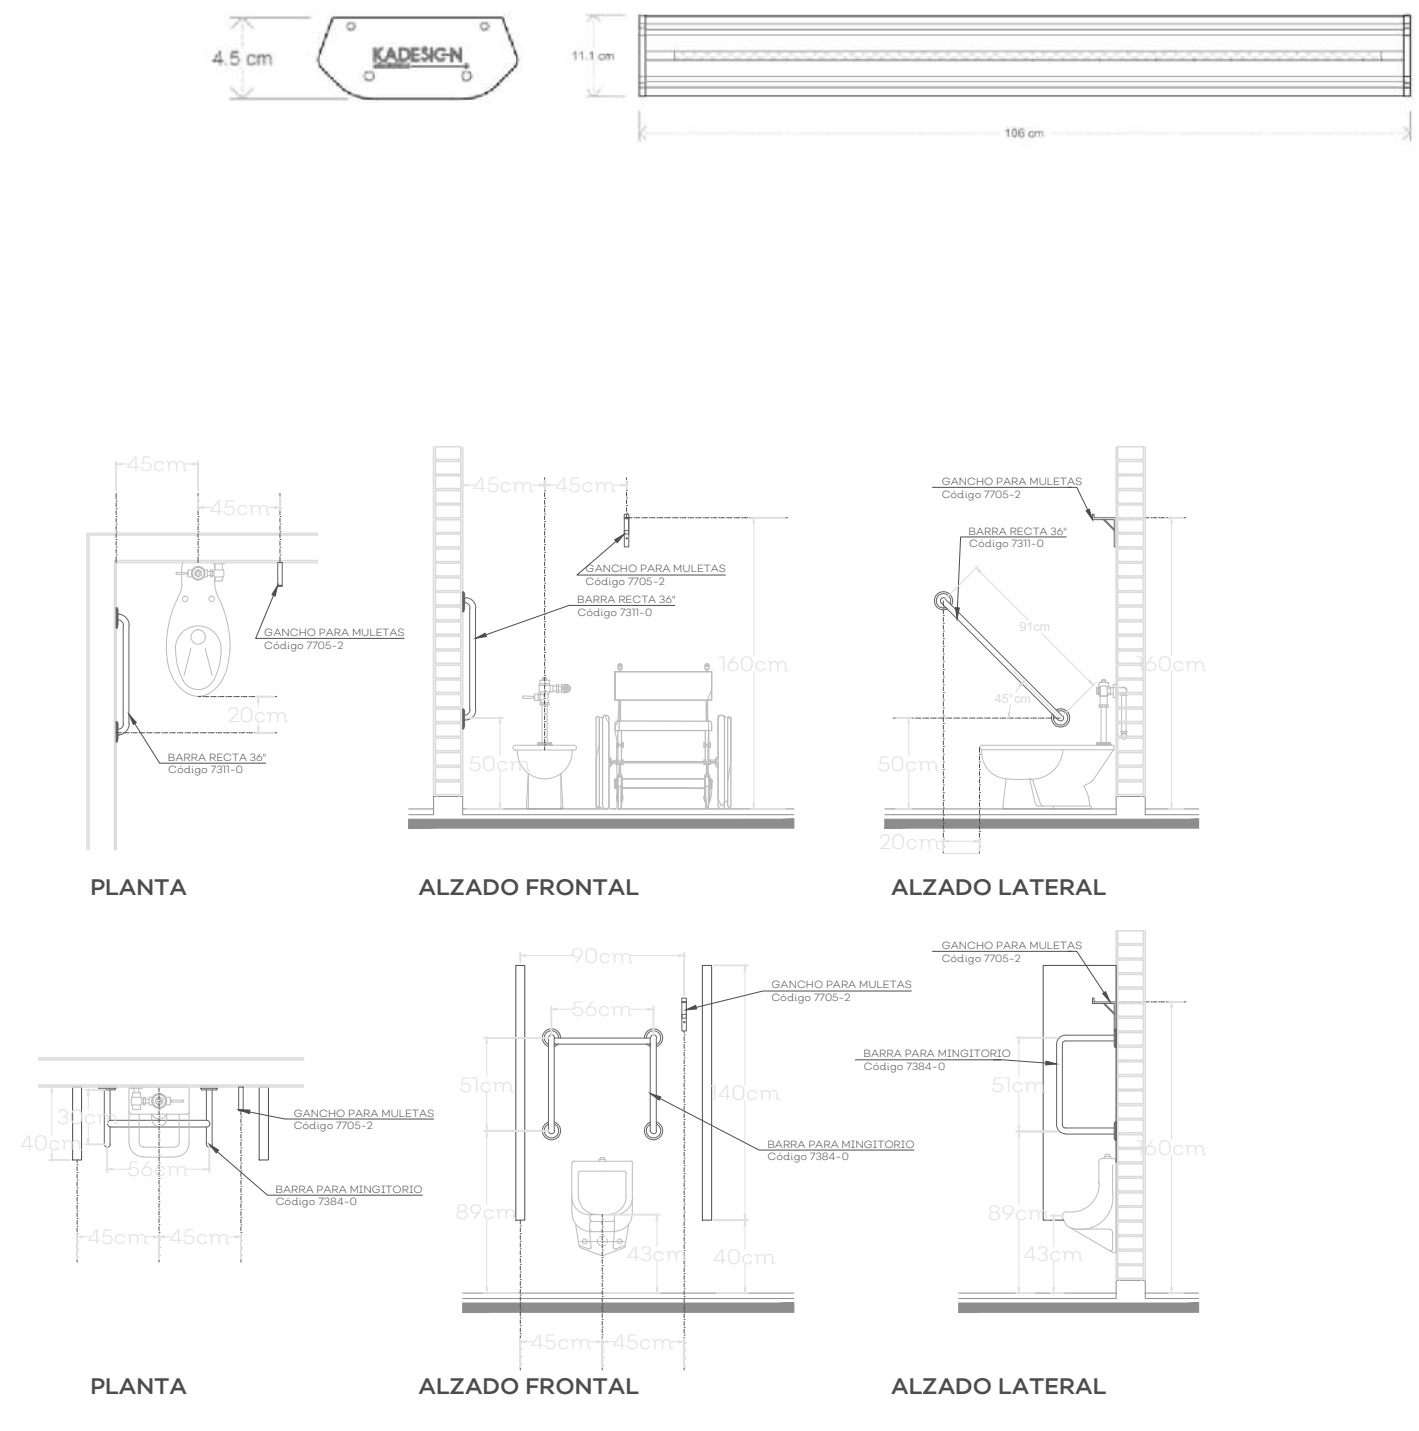 4.5 cm
KADESIGN
11.1 cm
106 cm
45cm
45cm
GANCHO PARA MULETAS
Código 7705-2
20cm
BARRA RECTA 36"
Código 7311-0
PLANTA
45cm
45cm
GANCHO PARA MULETAS
Código 7705-2
BARRA RECTA 36"
Código 7311-0
160cm
50cm
ALZADO FRONTAL
GANCHO PARA MULETAS
Código 7705-2
BARRA RECTA 36"
Código 7311-0
91cm
160cm
45°cm
50cm
20cm
ALZADO LATERAL
30cm
40cm
56cm
GANCHO PARA MULETAS
Código 7705-2
BARRA PARA MINGITORIO
Código 7384-0
45cm
45cm
PLANTA
90cm
GANCHO PARA MULETAS
Código 7705-2
56cm
51cm
140cm
BARRA PARA MINGITORIO
Código 7384-0
89cm
43cm
40cm
45cm
45cm
ALZADO FRONTAL
GANCHO PARA MULETAS
Código 7705-2
BARRA PARA MINGITORIO
Código 7384-0
51cm
160cm
89cm
43cm
ALZADO LATERAL